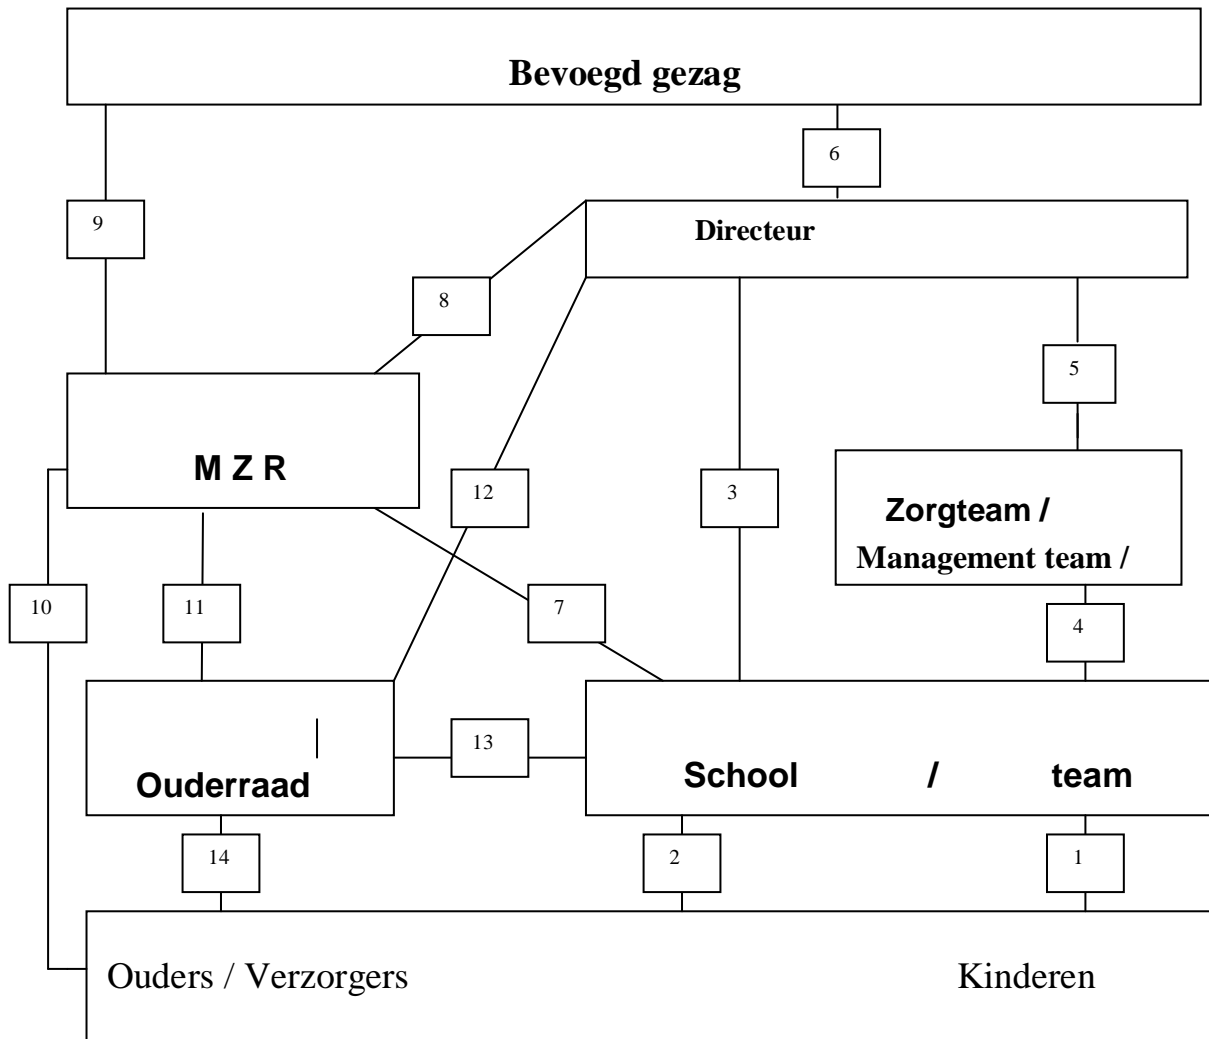 Bevoegd gezag
6
9
Directeur
8
5
M Z R
12
3
Zorgteam /
Management team /
10
11
7
4
13
Ouderraad
School / team
14
2
1
Ouders / Verzorgers Kinderen